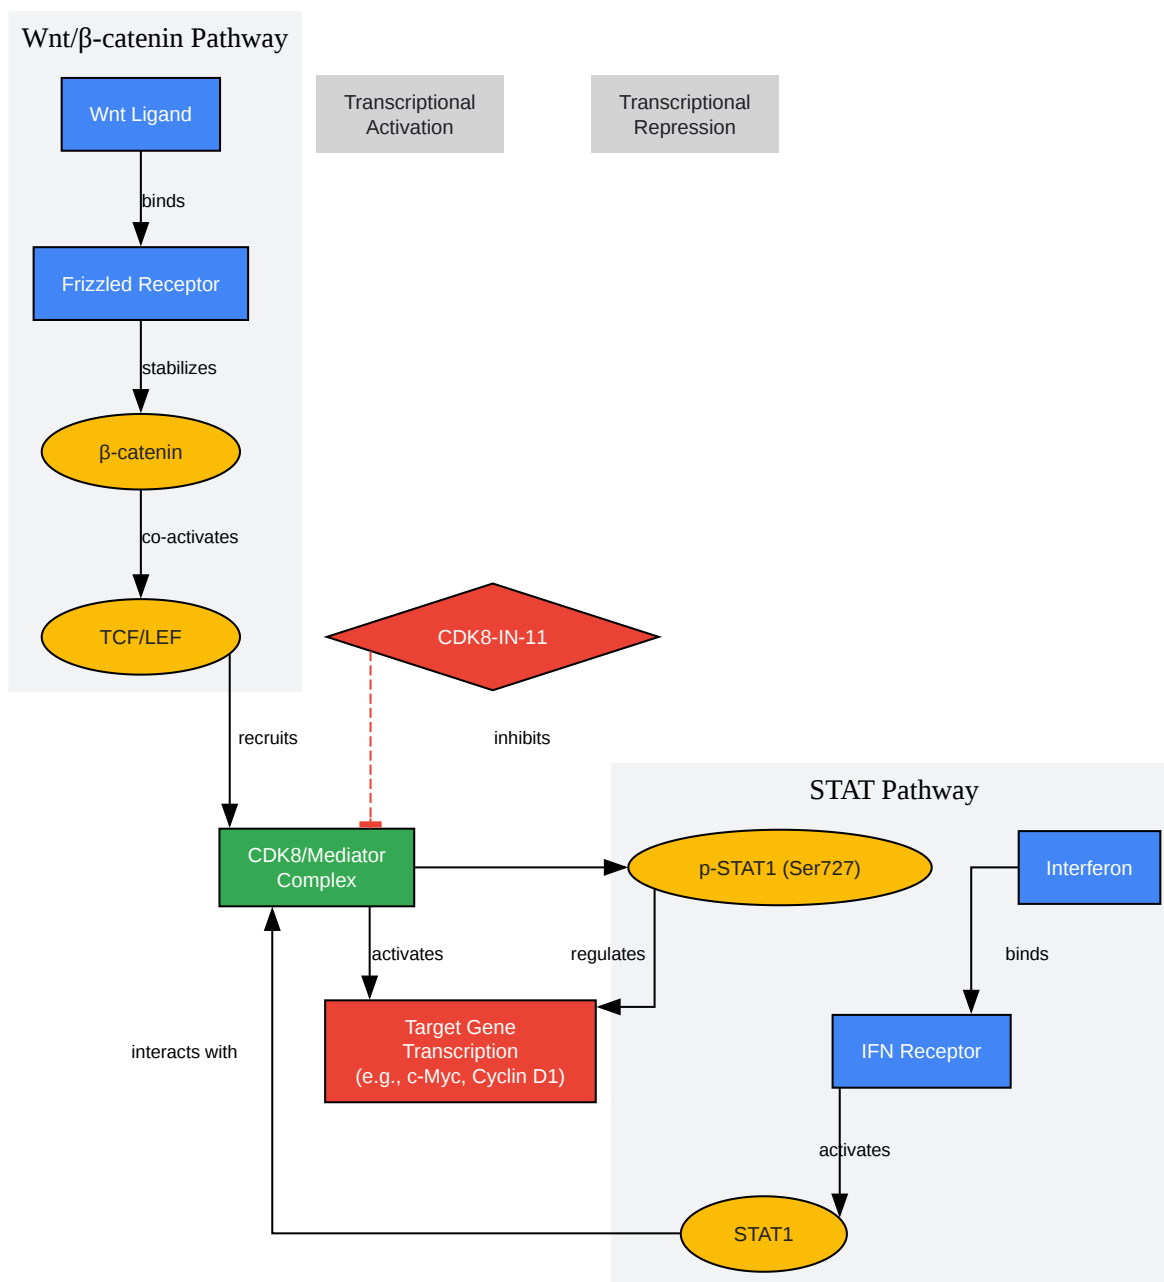 Wnt/β-catenin Pathway
Wnt Ligand
Transcriptional
Activation
Transcriptional
Repression
binds
Frizzled Receptor
stabilizes
β-catenin
co-activates
TCF/LEF
CDK8-IN-11
recruits
inhibits
STAT Pathway
CDK8/Mediator
Complex
p-STAT1 (Ser727)
Interferon
activates
regulates
binds
Target Gene
Transcription
(e.g., c-Myc, Cyclin D1)
interacts with
IFN Receptor
activates
STAT1